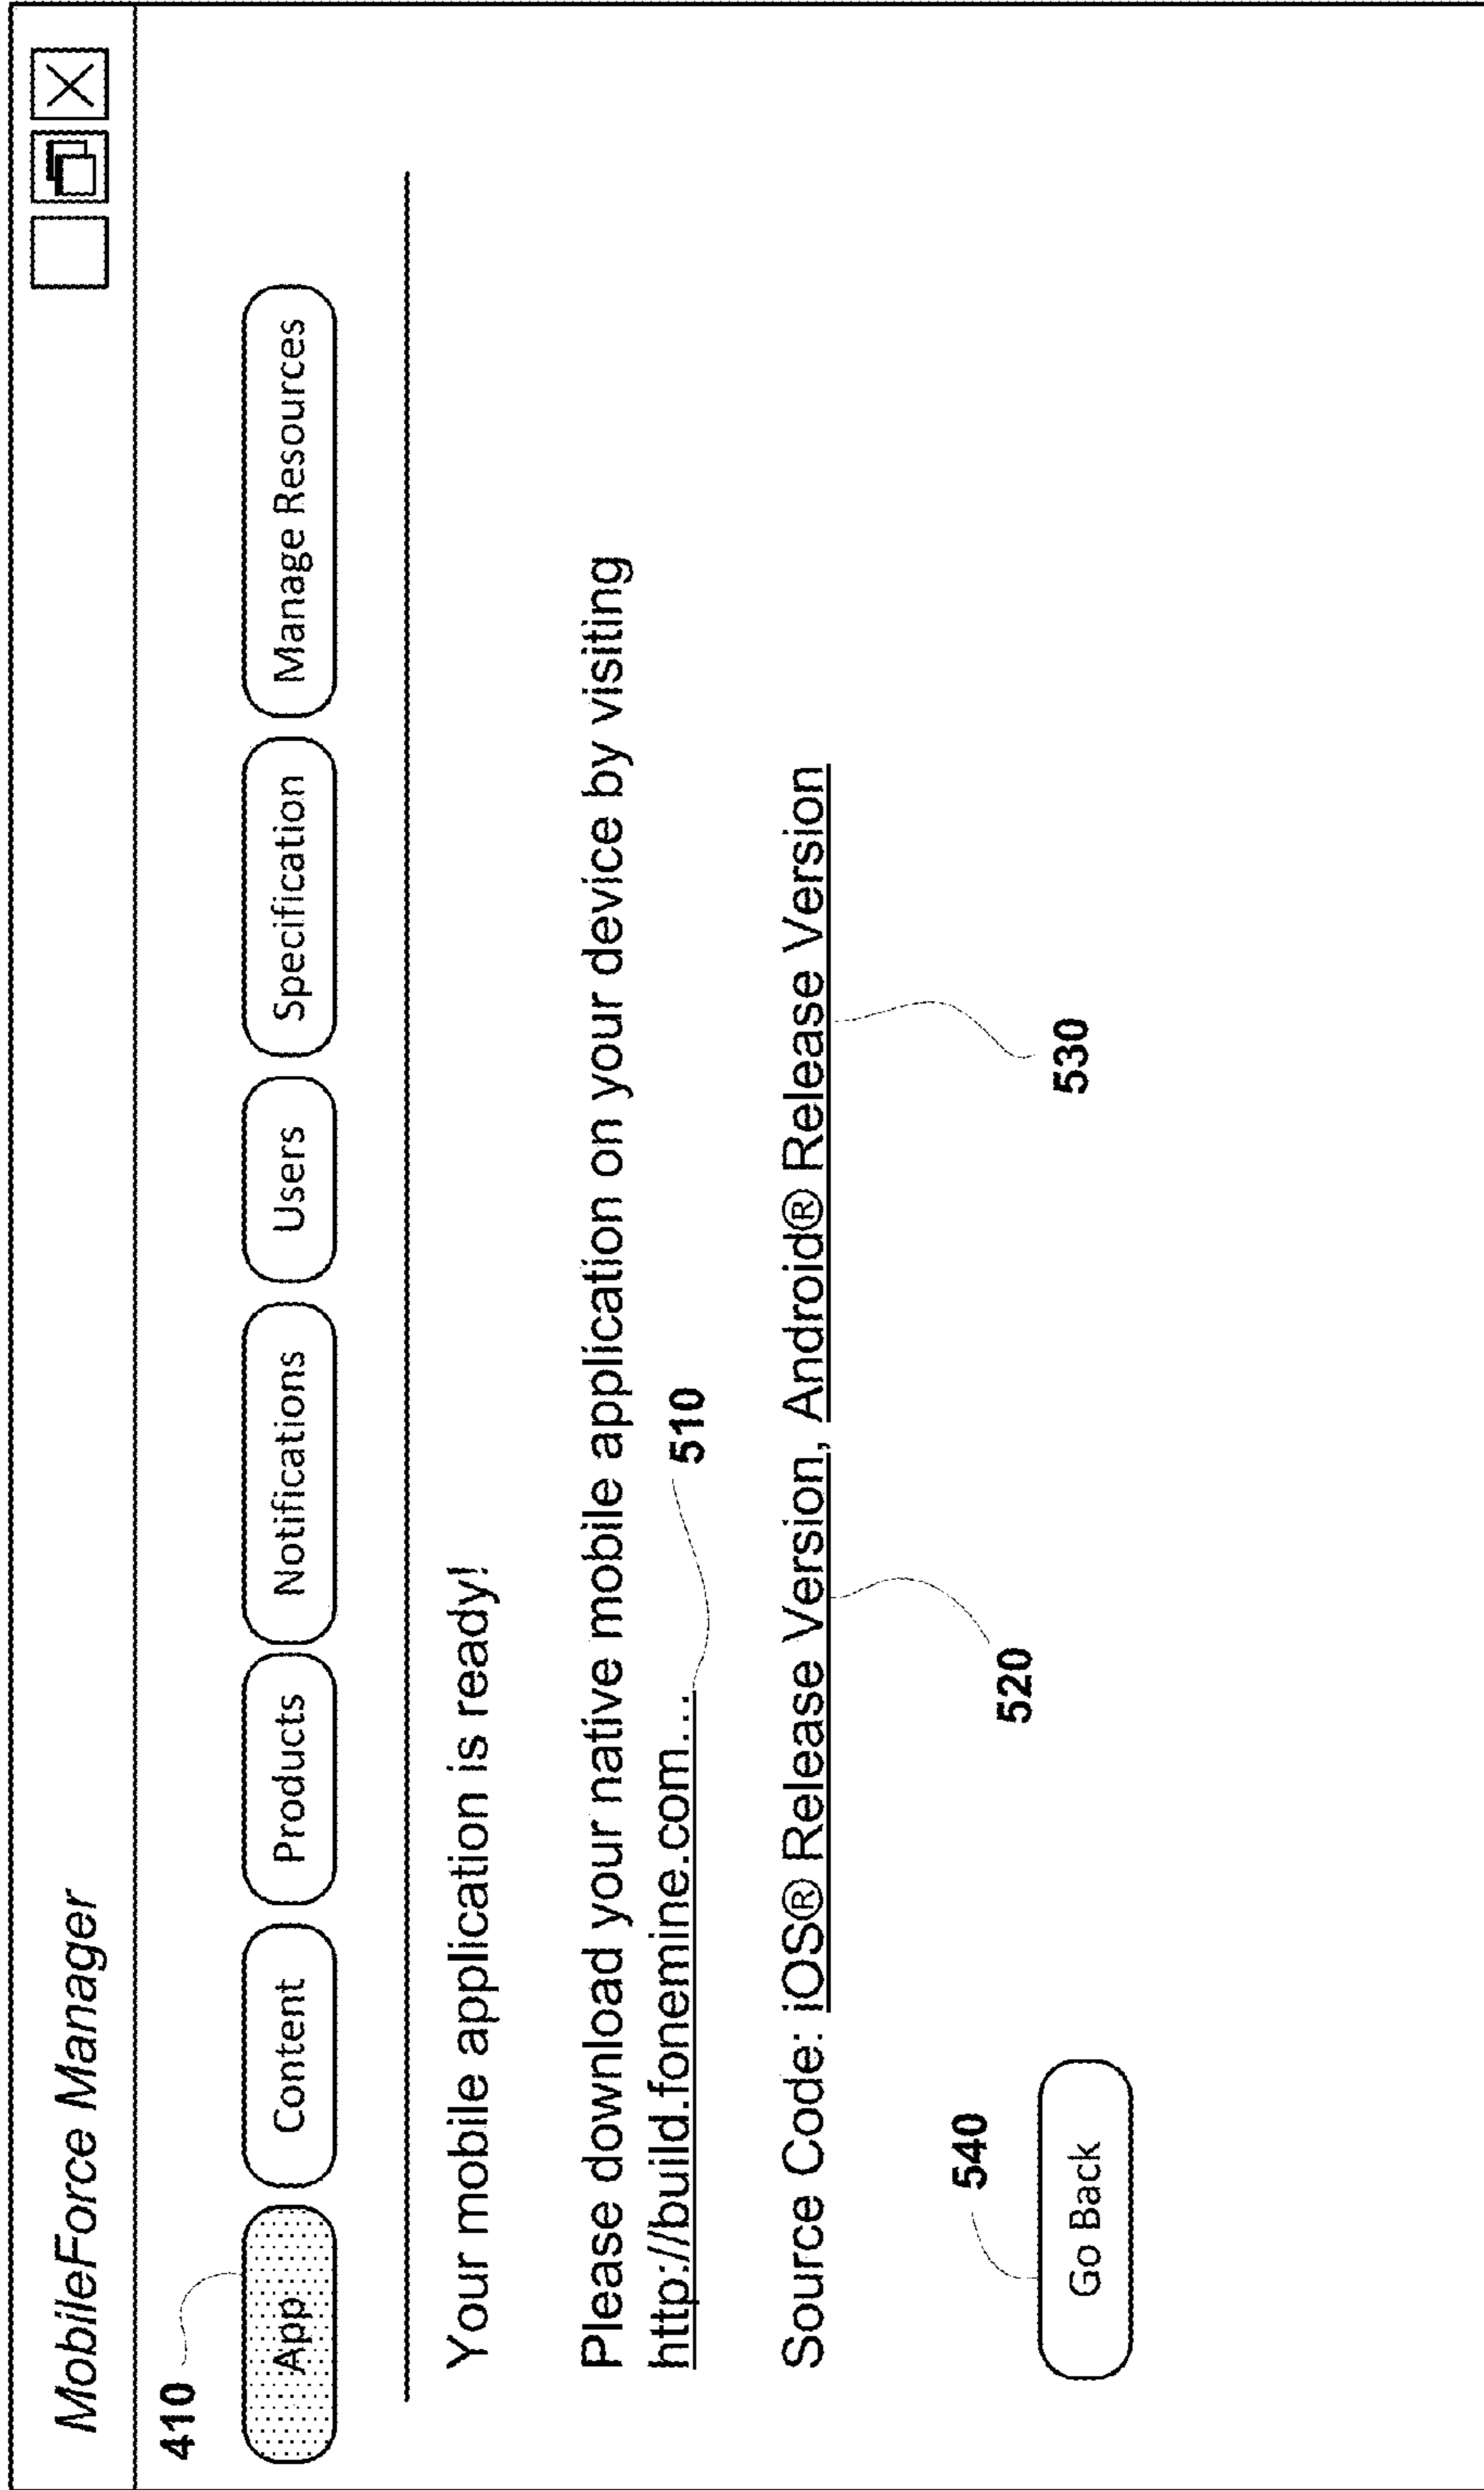 MobileForce Manager
410
App Content Products Notifications Users Specification Manage Resources
Your mobile application is ready!
Please download your native mobile application on your device by visiting
http://build.fonemine.com...
510
Source Code: iOS® Release Version, Android® Release Version
520
530
540
Go Back